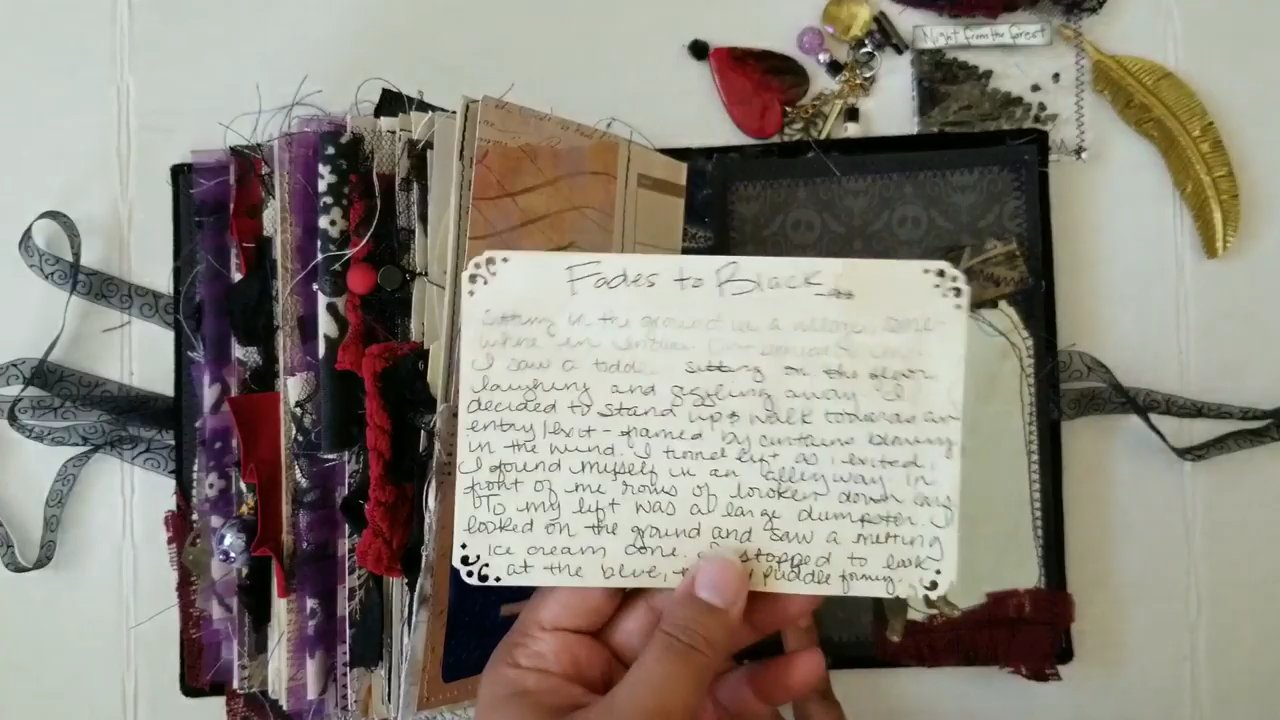 Night from the forest
Fades to Black
Sitting in the ground in a village some-
where in
I saw a todd sitting on the floor
laughing and giggling away I
decided to stand up & walk towards an
entry/exit - framed by curtains blowing
in the wind. I turned left as I exited.
I found myself in an alleyway in
front of me rows of broken down
To my left was a large dumpster. I
looked on the ground and saw a melting
ice cream cone. I stopped to look
at the blue, puddle